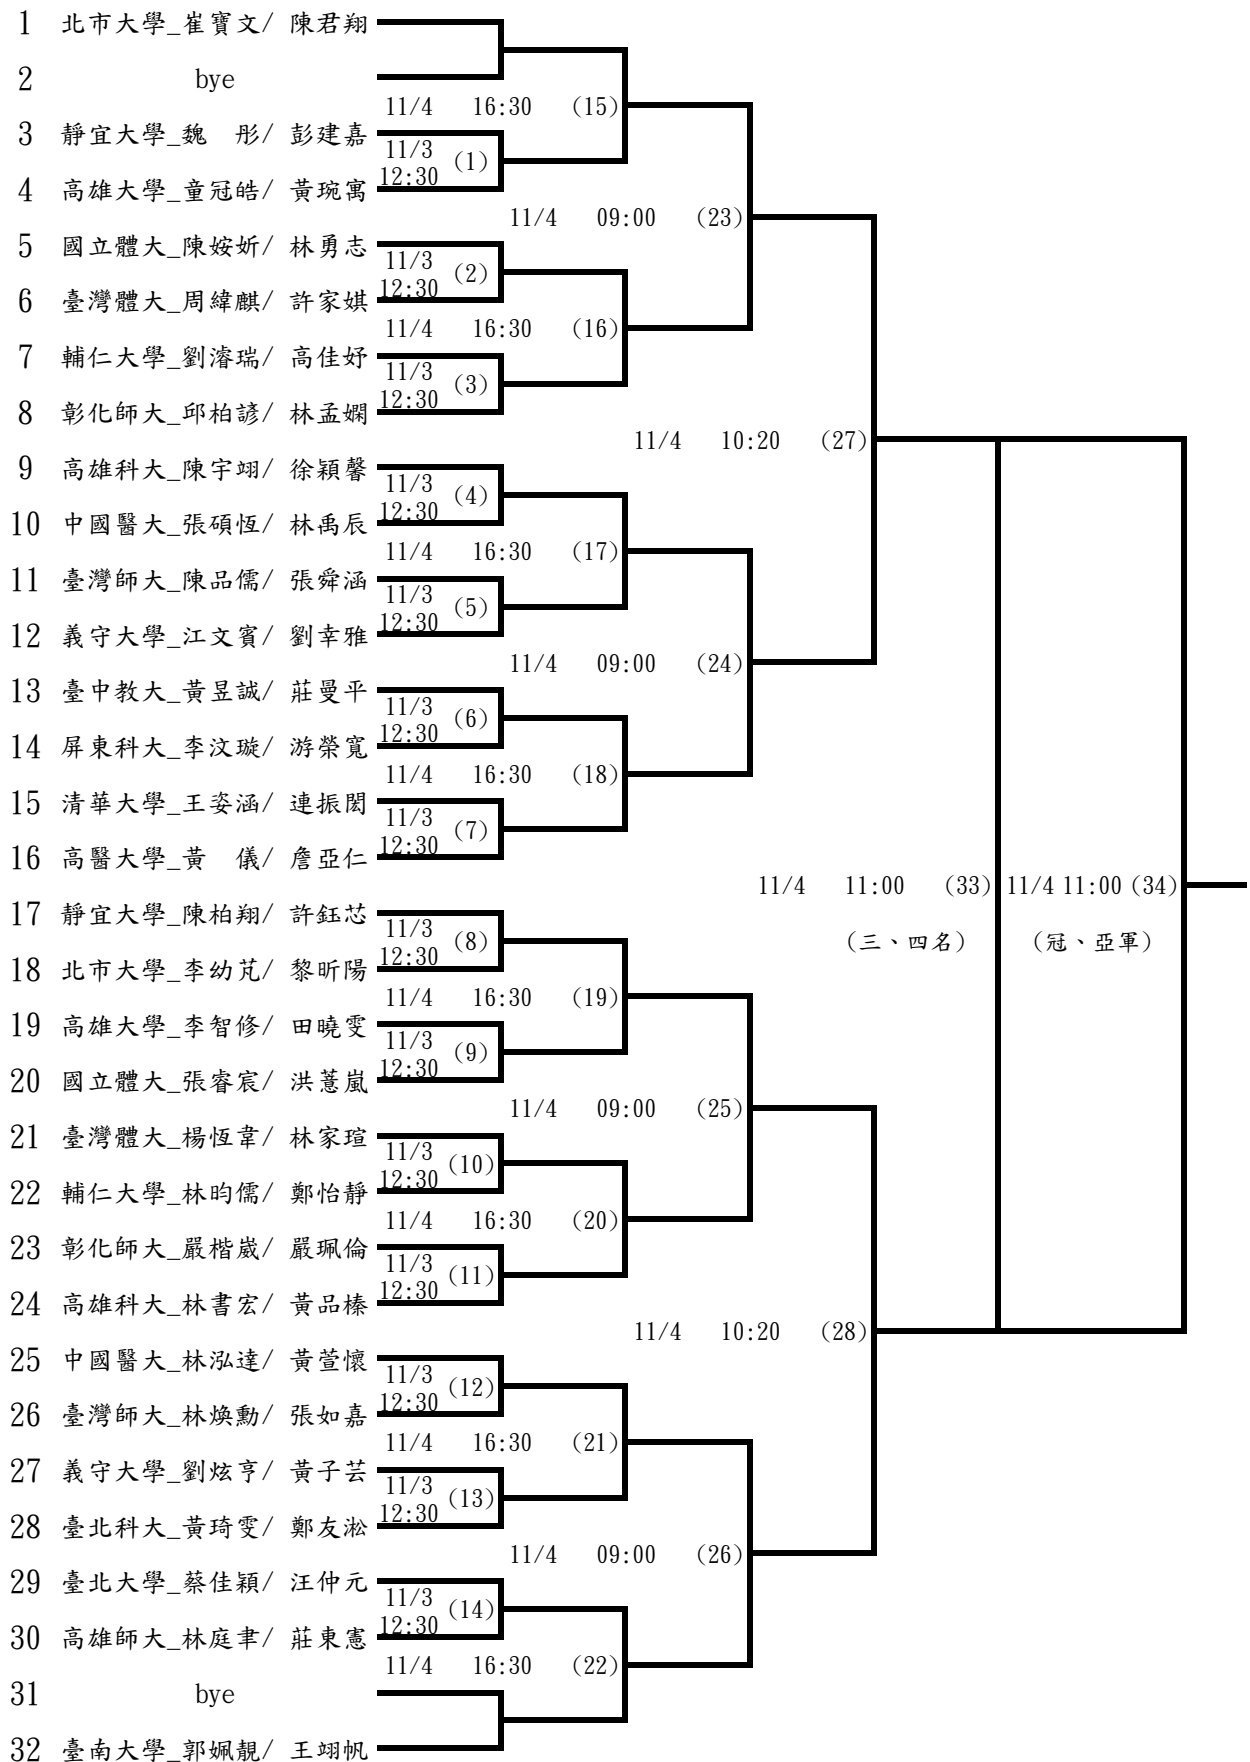 1 北市大學_崔寶文/ 陳君翔
2 bye
11/4 16:30 (15)
3 靜宜大學_魏 彤/ 彭建嘉
11/3 12:30 (1)
4 高雄大學_童冠皓/ 黃琬寓
11/4 09:00 (23)
5 國立體大_陳姲妡/ 林勇志
11/3 12:30 (2)
6 臺灣體大_周緯麒/ 許家娸
11/4 16:30 (16)
7 輔仁大學_劉濬瑞/ 高佳妤
11/3 12:30 (3)
8 彰化師大_邱柏諺/ 林孟嫻
11/4 10:20 (27)
9 高雄科大_陳宇翊/ 徐穎馨
11/3 12:30 (4)
10 中國醫大_張碩恆/ 林禹辰
11/4 16:30 (17)
11 臺灣師大_陳品儒/ 張舜涵
11/3 12:30 (5)
12 義守大學_江文賓/ 劉幸雅
11/4 09:00 (24)
13 臺中教大_黃昱誠/ 莊曼平
11/3 12:30 (6)
14 屏東科大_李汶璇/ 游榮寬
11/4 16:30 (18)
15 清華大學_王姿涵/ 連振閎
11/3 12:30 (7)
16 高醫大學_黃 儀/ 詹亞仁
11/4 11:00 (33) 11/4 11:00 (34)
17 靜宜大學_陳柏翔/ 許鈺芯
11/3 12:30 (8)
(三、四名) (冠、亞軍)
18 北市大學_李幼芃/ 黎昕陽
11/4 16:30 (19)
19 高雄大學_李智修/ 田曉雯
11/3 12:30 (9)
20 國立體大_張睿宸/ 洪薏嵐
11/4 09:00 (25)
21 臺灣體大_楊恆韋/ 林家瑄
11/3 12:30 (10)
22 輔仁大學_林昀儒/ 鄭怡靜
11/4 16:30 (20)
23 彰化師大_嚴楷崴/ 嚴珮倫
11/3 12:30 (11)
24 高雄科大_林書宏/ 黃品榛
11/4 10:20 (28)
25 中國醫大_林泓達/ 黃萱懷
11/3 12:30 (12)
26 臺灣師大_林煥勳/ 張如嘉
11/4 16:30 (21)
27 義守大學_劉炫亨/ 黃子芸
11/3 12:30 (13)
28 臺北科大_黃琦雯/ 鄭友淞
11/4 09:00 (26)
29 臺北大學_蔡佳穎/ 汪仲元
11/3 12:30 (14)
30 高雄師大_林庭聿/ 莊東憲
11/4 16:30 (22)
31 bye
32 臺南大學_郭姵靚/ 王翊帆